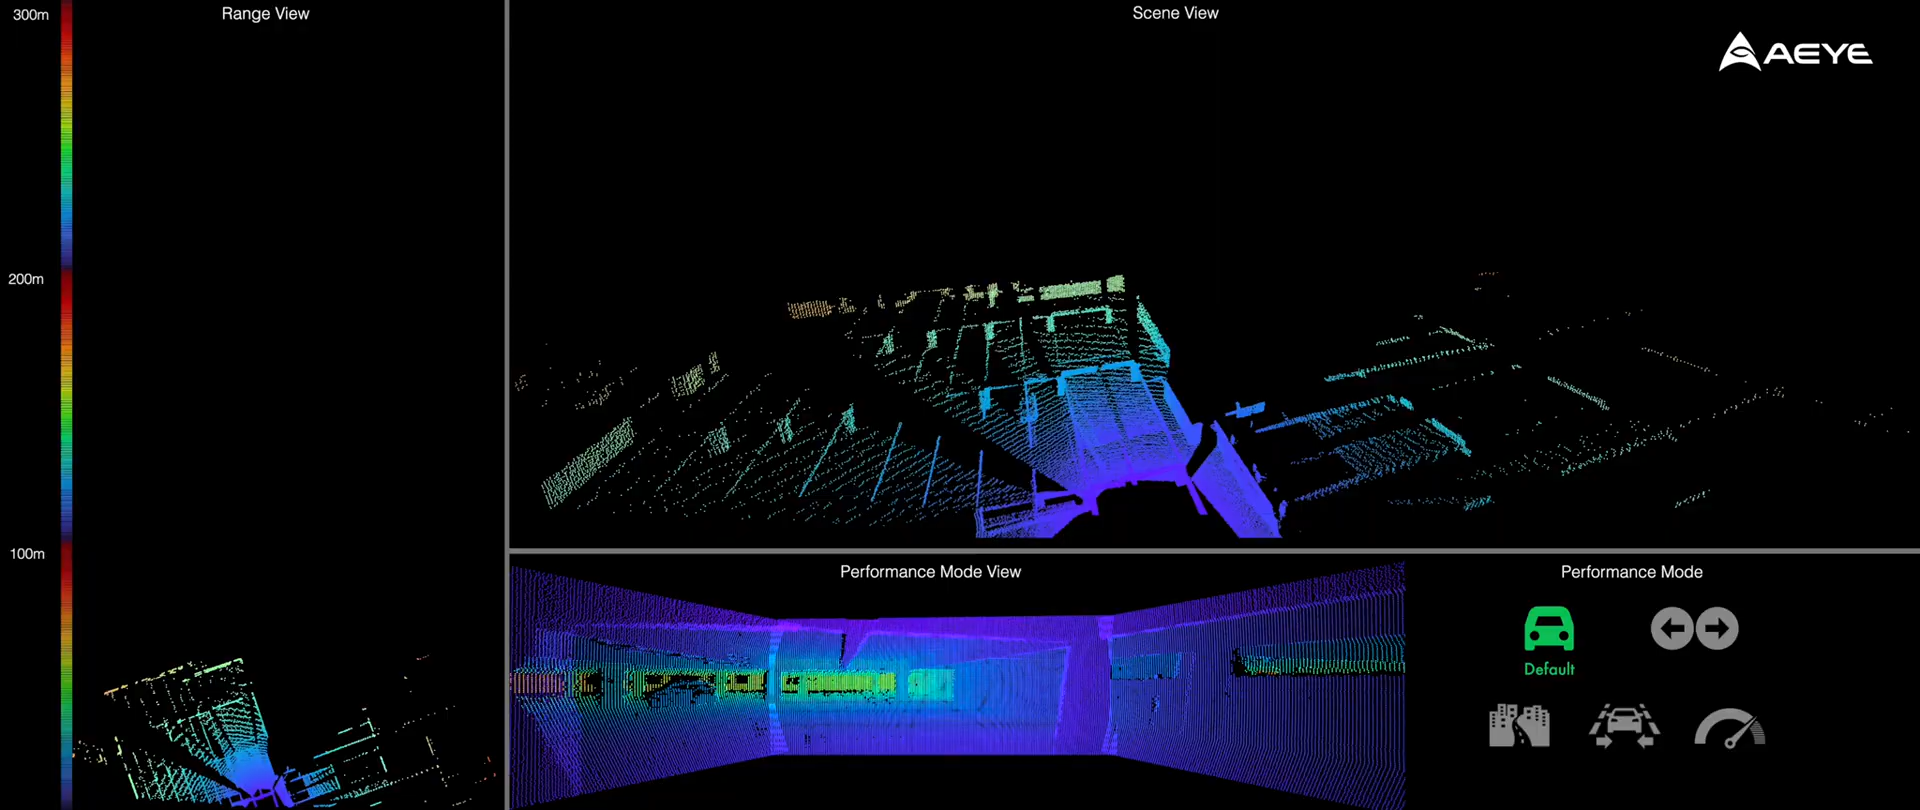 300m
Range View
Scene View
AEYE
200m
100m
Performance Mode View
Performance Mode
Default